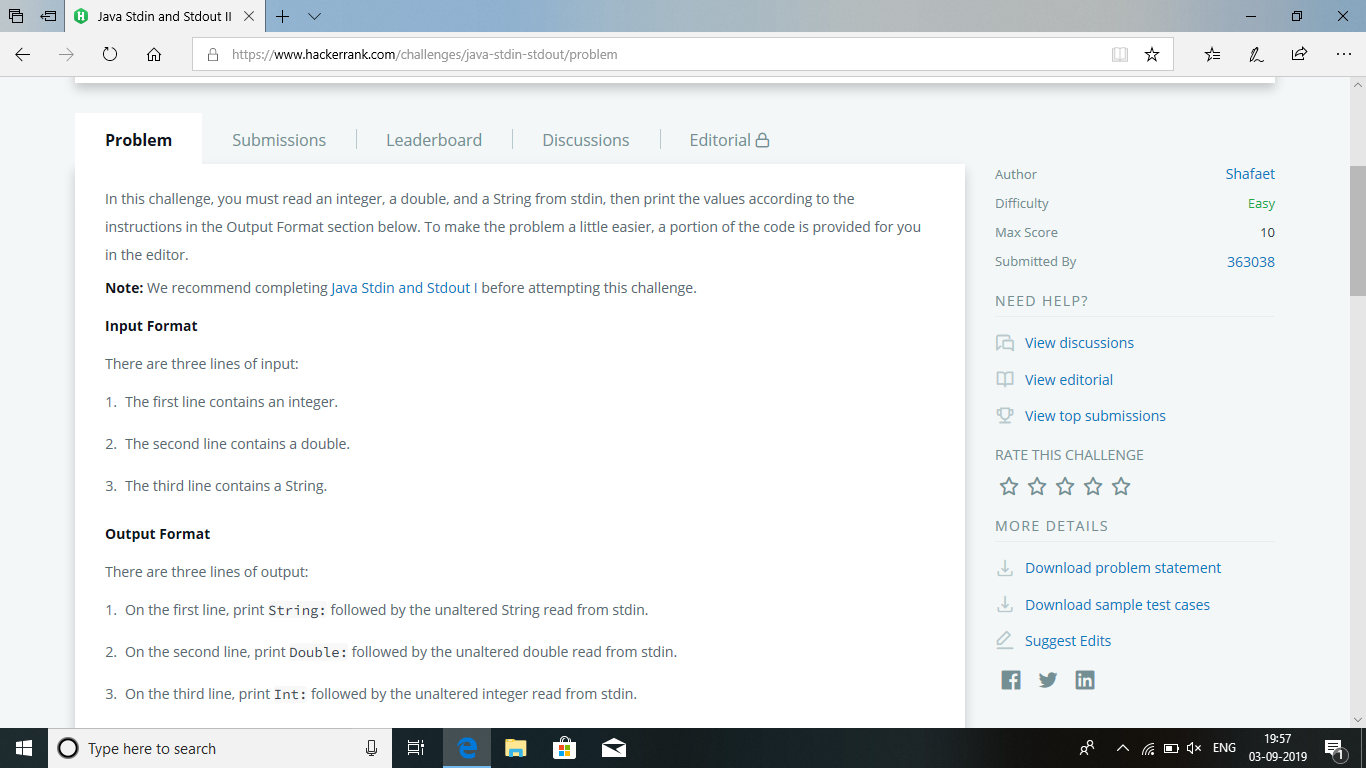 Java Stdin and Stdout II
https://www.hackerrank.com/challenges/java-stdin-stdout/problem
Problem
Submissions
Leaderboard
Discussions
Editorial
In this challenge, you must read an integer, a double, and a String from stdin, then print the values according to the
instructions in the Output Format section below. To make the problem a little easier, a portion of the code is provided for you
in the editor.
Note: We recommend completing Java Stdin and Stdout I before attempting this challenge.
Input Format
There are three lines of input:
1. The first line contains an integer.
2. The second line contains a double.
3. The third line contains a String.
Output Format
There are three lines of output:
1. On the first line, print String: followed by the unaltered String read from stdin.
2. On the second line, print Double: followed by the unaltered double read from stdin.
3. On the third line, print Int: followed by the unaltered integer read from stdin.
Author Shafaet
Difficulty Easy
Max Score 10
Submitted By 363038
NEED HELP?
View discussions
View editorial
View top submissions
RATE THIS CHALLENGE
MORE DETAILS
Download problem statement
Download sample test cases
Suggest Edits
Type here to search
ENG
19:57
03-09-2019
1